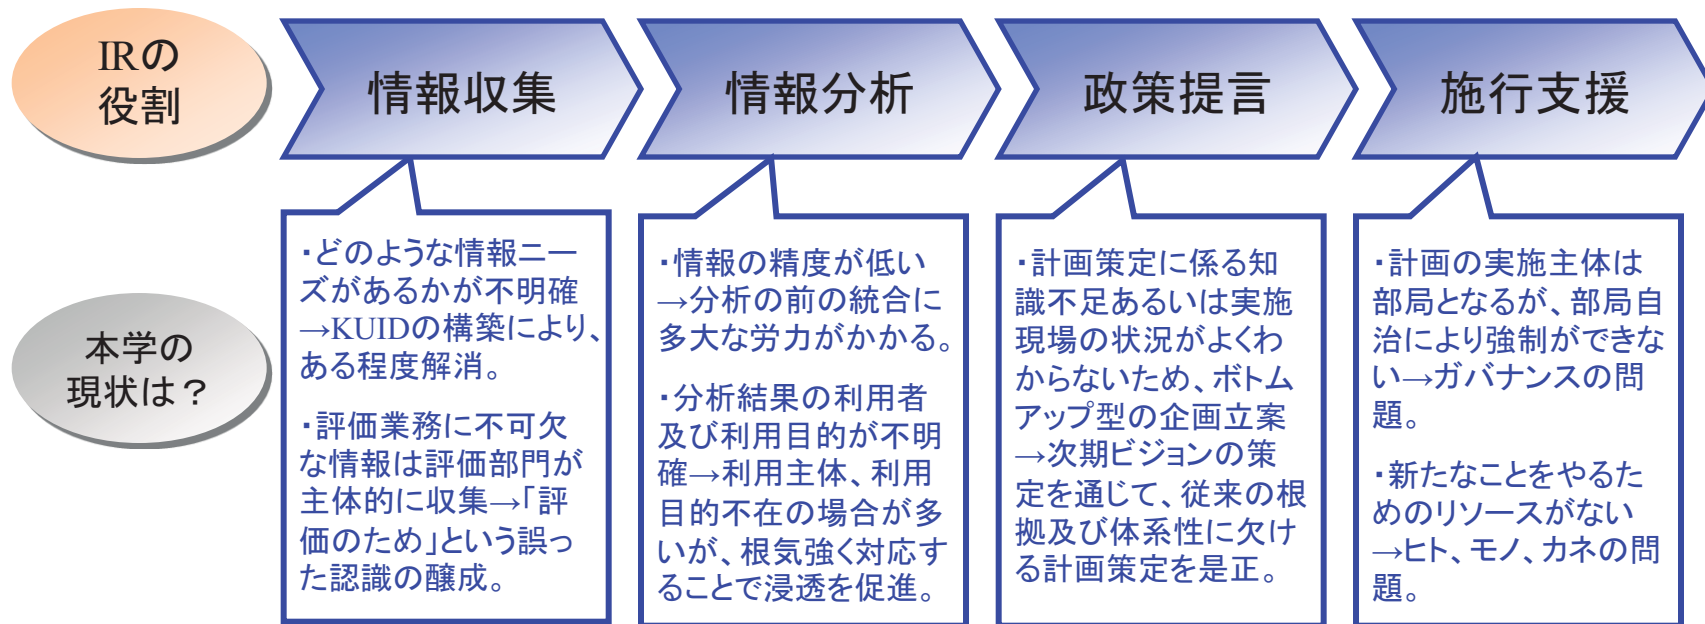 IRの
役割
情報収集
情報分析
政策提言
施行支援
本学の
現状は？
・どのような情報ニー
ズがあるかが不明確
→KUIDの構築により、
ある程度解消。
・評価業務に不可欠
な情報は評価部門が
主体的に収集→「評
価のため」という誤っ
た認識の醸成。
・情報の精度が低い
→分析の前の統合に
多大な労力がかかる。
・分析結果の利用者
及び利用目的が不明
確→利用主体、利用
目的不在の場合が多
いが、根気強く対応す
ることで浸透を促進。
・計画策定に係る知
識不足あるいは実施
現場の状況がよくわ
からないため、ボトム
アップ型の企画立案
→次期ビジョンの策
定を通じて、従来の根
拠及び体系性に欠け
る計画策定を是正。
・計画の実施主体は
部局となるが、部局自
治により強制ができな
い→ガバナンスの問
題。
・新たなことをやるた
めのリソースがない
→ヒト、モノ、カネの問
題。